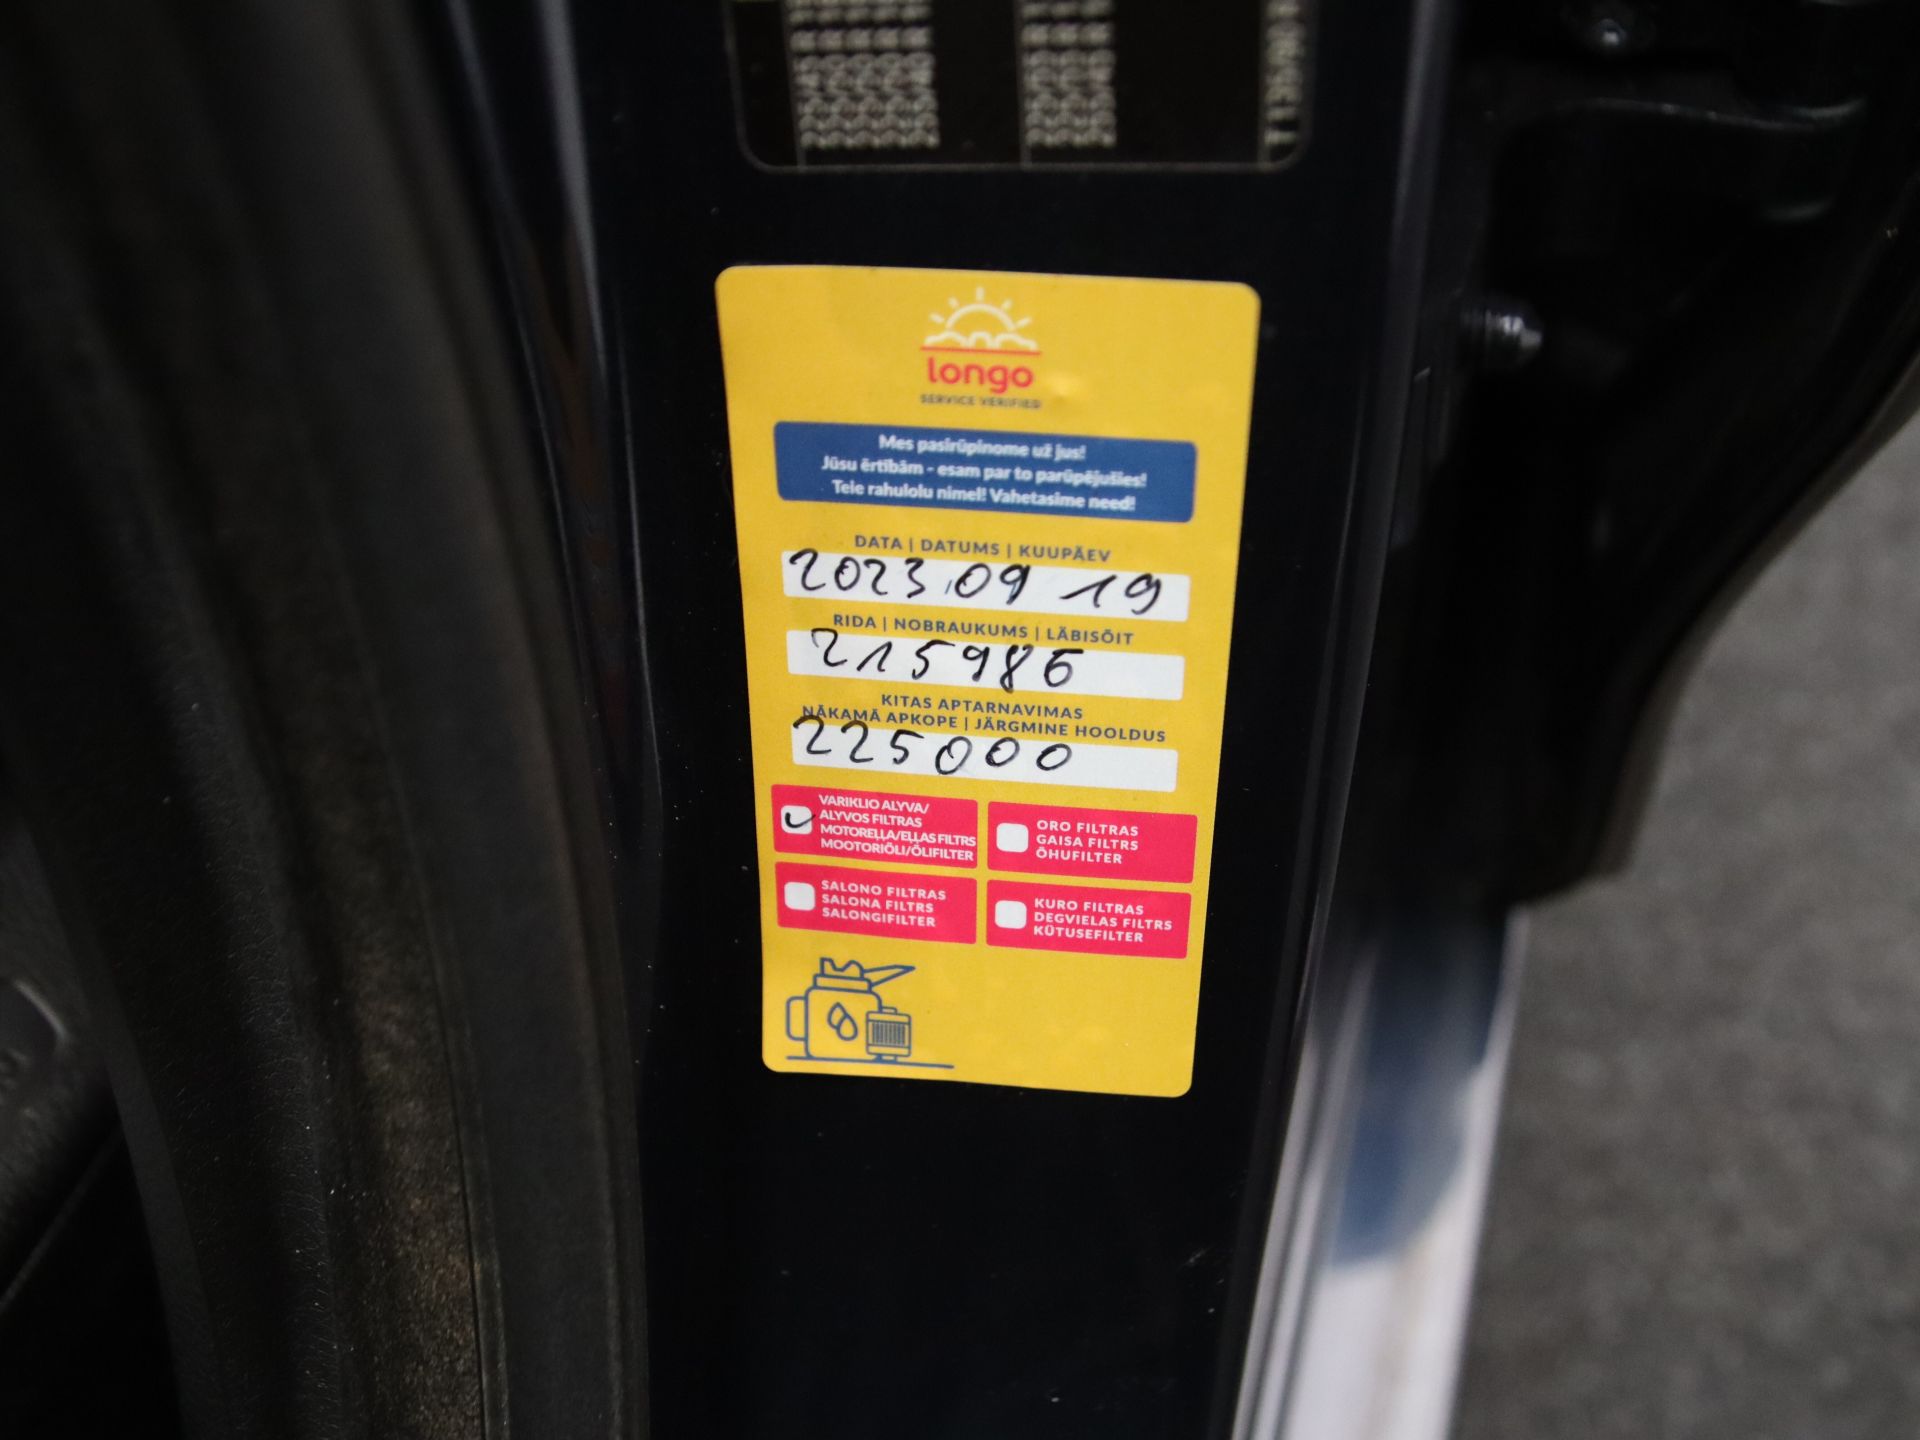 longo
SERVICE VERIFIED
Mes pasirūpinome už jus!
Jūsu ērtībām - esam par to parūpējušies!
Teie rahulolu nimel! Vahetasime need!
DATA | DATUMS | KUUPÄEV
2023.09 19
RIDA | NOBRAUKUMS | LÄBISÕIT
215986
KITAS APTARNAVIMAS
NĀKAMĀ APKOPE | JÄRGMINE HOOLDUS
225000
VARIKLIO ALYVA/
ALYVOS FILTRAS
MOTOREĻĻA/EĻĻAS FILTRS
MOOTORIÕLI/ÕLIFILTER
ORO FILTRAS
GAISA FILTRS
ÕHUFILTER
SALONO FILTRAS
SALONA FILTRS
SALONGIFILTER
KURO FILTRAS
DEGVIELAS FILTRS
KÜTUSEFILTER